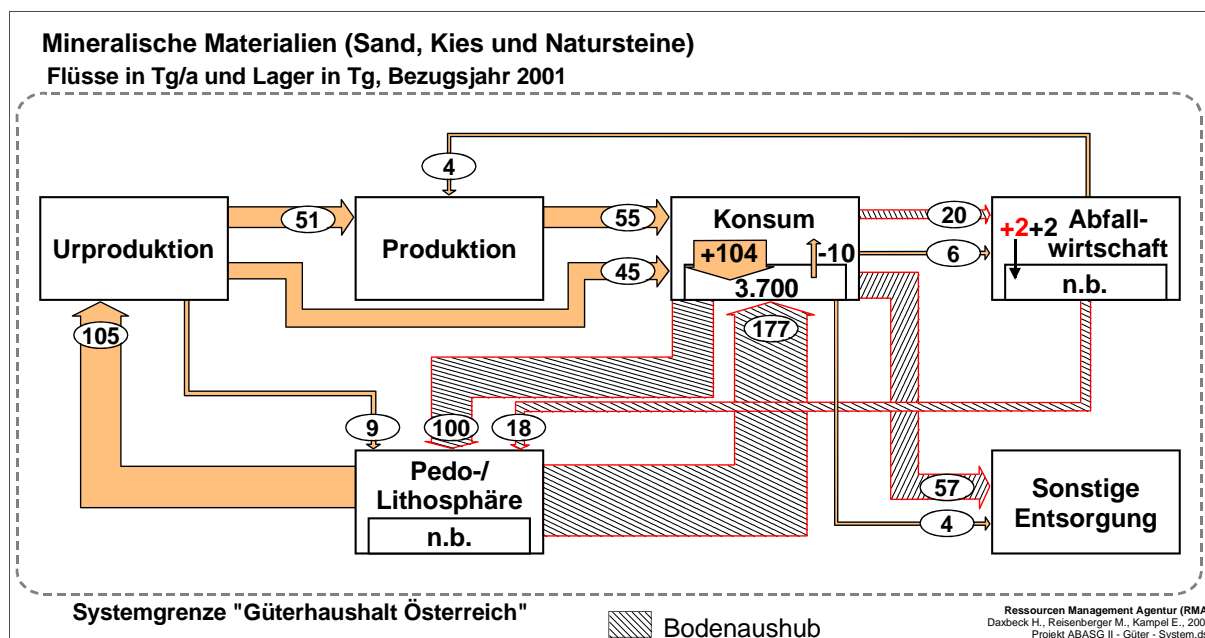 Mineralische Materialien (Sand, Kies und Natursteine)
Flüsse in Tg/a und Lager in Tg, Bezugsjahr 2001
4
Urproduktion
51
Produktion
55
Konsum
20
+2+2
Abfall-
wirtschaft
6
+104
-10
45
3.700
n.b.
105
177
9
100
18
Pedo-/
Lithosphäre
n.b.
57
4
Sonstige
Entsorgung
Systemgrenze "Güterhaushalt Österreich"
Bodenaushub
Ressourcen Management Agentur (RMA
Daxbeck H., Reisenberger M., Kampel E., 200
Projekt ABASG II - Güter - System.ds